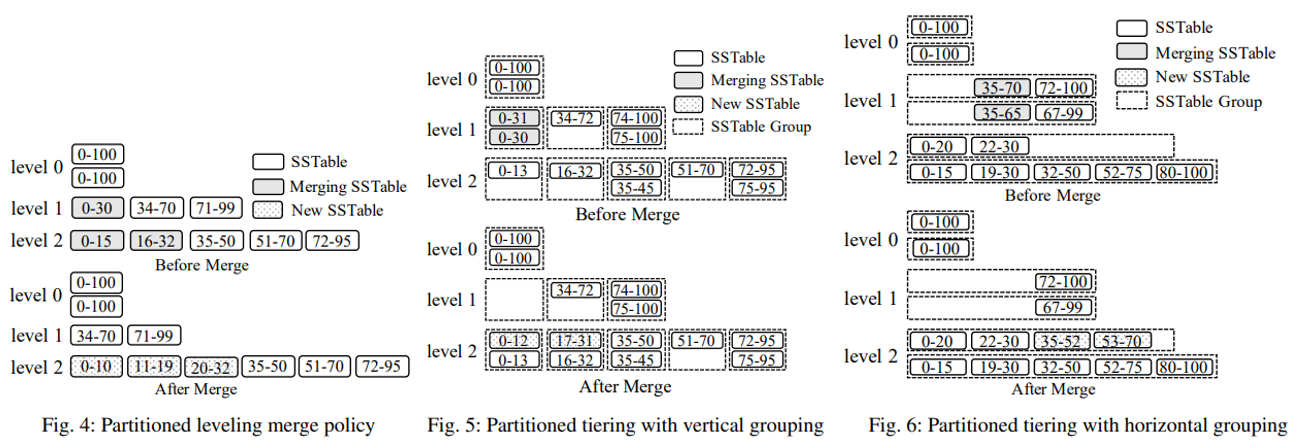 level 0
0-100
0-100
level 1
0-30 34-70 71-99
level 2
0-15 16-32 35-50 51-70 72-95
SSTable
Merging SSTable
New SSTable
Before Merge
level 0
0-100
0-100
level 1
34-70 71-99
level 2
0-10 11-19 20-32 35-50 51-70 72-95
After Merge
Fig. 4: Partitioned leveling merge policy
level 0
0-100
0-100
level 1
0-31 34-72 74-100
0-30 75-100
level 2
0-13 16-32 35-50 51-70 72-95
35-45 75-95
SSTable
Merging SSTable
New SSTable
SSTable Group
Before Merge
level 0
0-100
0-100
level 1
34-72 74-100
75-100
level 2
0-12 17-31 35-50 51-70 72-95
0-13 16-32 35-45 75-95
After Merge
Fig. 5: Partitioned tiering with vertical grouping
level 0
0-100
0-100
level 1
35-70 72-100
35-65 67-99
level 2
0-20 22-30
0-15 19-30 32-50 52-75 80-100
SSTable
Merging SSTable
New SSTable
SSTable Group
Before Merge
level 0
0-100
0-100
level 1
72-100
67-99
level 2
0-20 22-30 35-52 53-70
0-15 19-30 32-50 52-75 80-100
After Merge
Fig. 6: Partitioned tiering with horizontal grouping